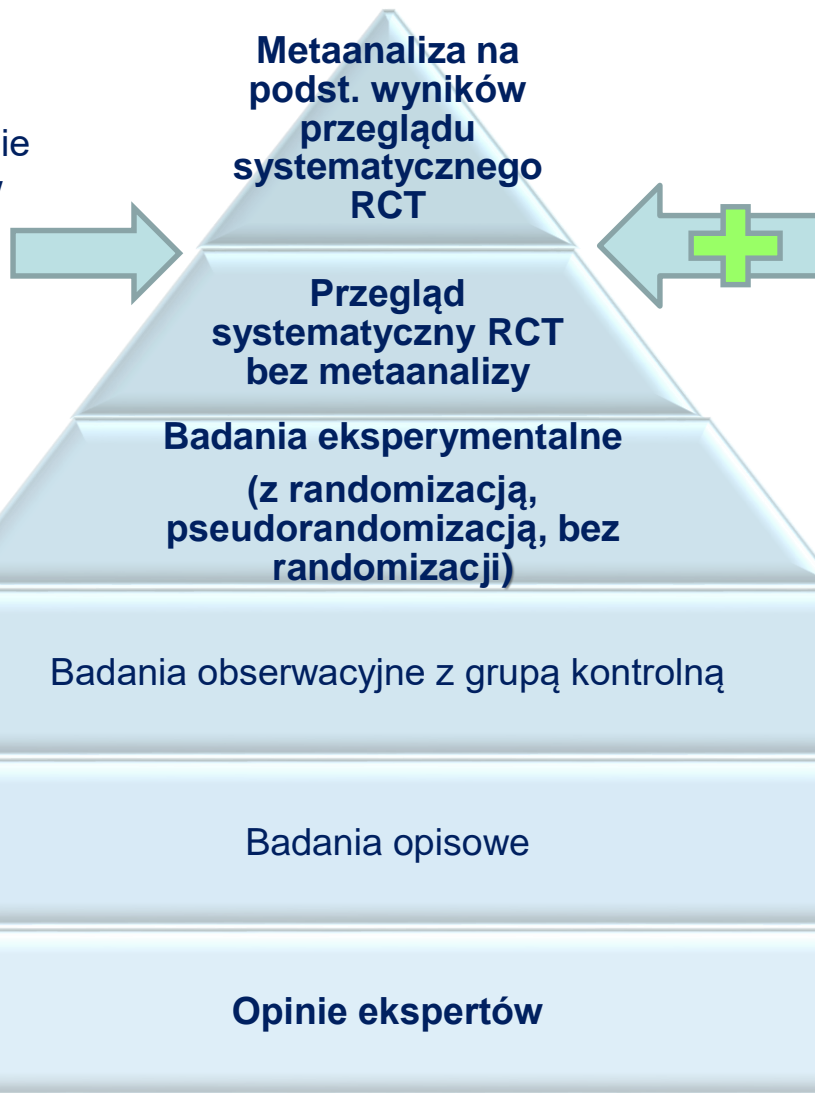 Metaanaliza na
podst. wyników
przeglądu
systematycznego
RCT
ie
Przegląd
systematyczny RCT
bez metaanalizy
Badania eksperymentalne
(z randomizacją,
pseudorandomizacją, bez
randomizacji)
Badania obserwacyjne z grupą kontrolną
Badania opisowe
Opinie ekspertów